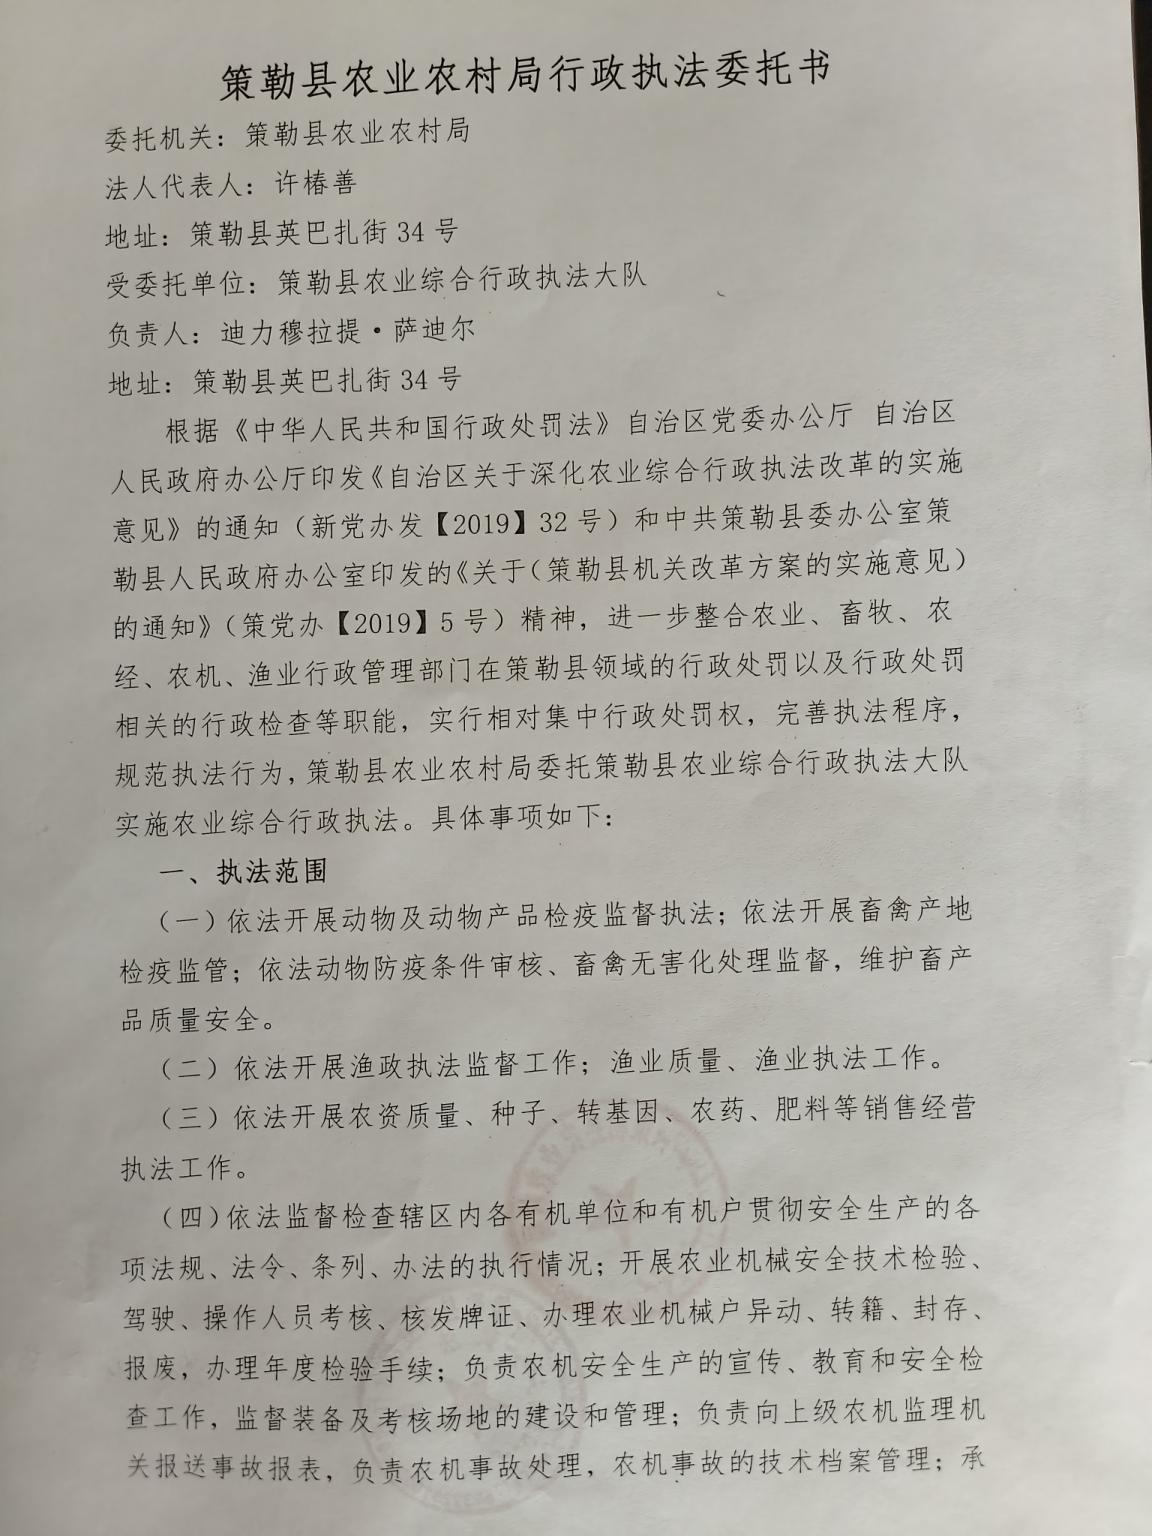 策勒县农业农村局行政执法委托书
委托机关：策勒县农业农村局
法人代表人：许椿善
地址：策勒县英巴扎街 34 号
受委托单位：策勒县农业综合行政执法大队
负责人：迪力穆拉提·萨迪尔
地址：策勒县英巴扎街 34 号
根据《中华人民共和国行政处罚法》自治区党委办公厅 自治区
人民政府办公厅印发《自治区关于深化农业综合行政执法改革的实施
意见》的通知（新党办发【2019】32 号）和中共策勒县委办公室策
勒县人民政府办公室印发的《关于（策勒县机关改革方案的实施意见）
的通知》（策党办【2019】5 号）精神，进一步整合农业、畜牧、农
经、农机、渔业行政管理部门在策勒县领域的行政处罚以及行政处罚
相关的行政检查等职能，实行相对集中行政处罚权，完善执法程序，
规范执法行为，策勒县农业农村局委托策勒县农业综合行政执法大队
实施农业综合行政执法。具体事项如下：
一、执法范围
（一）依法开展动物及动物产品检疫监督执法；依法开展畜禽产地
检疫监管；依法动物防疫条件审核、畜禽无害化处理监督，维护畜产
品质量安全。
（二）依法开展渔政执法监督工作；渔业质量、渔业执法工作。
（三）依法开展农资质量、种子、转基因、农药、肥料等销售经营
执法工作。
（四）依法监督检查辖区内各有机单位和有机户贯彻安全生产的各
项法规、法令、条列、办法的执行情况；开展农业机械安全技术检验、
驾驶、操作人员考核、核发牌证、办理农业机械户异动、转籍、封存、
报废，办理年度检验手续；负责农机安全生产的宣传、教育和安全检
查工作，监督装备及考核场地的建设和管理；负责向上级农机监理机
关报送事故报表，负责农机事故处理，农机事故的技术档案管理；承